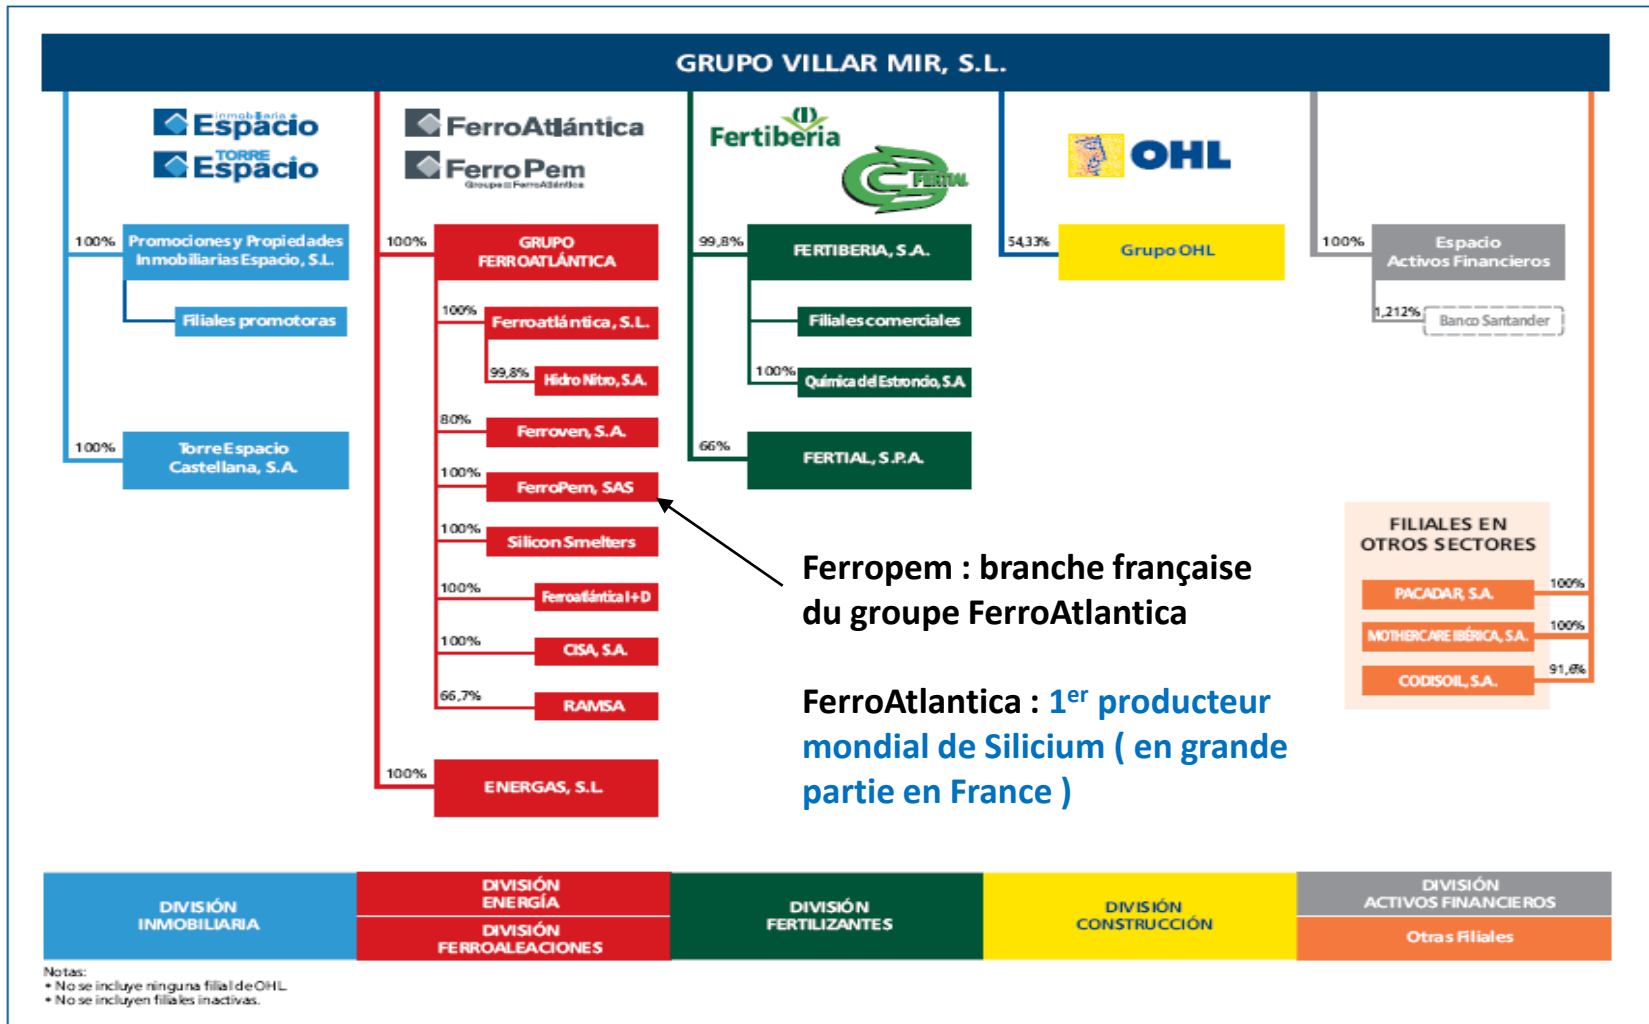 GRUPO VILLAR MIR, S.L.
inmobiliaria
Espacio
TORRE
Espacio
FerroAtlántica
FerroPem
Groupe FerroAtlántica
Fertiberia
FERTIAL
OHL
100%
Promociones y Propiedades
Inmobiliarias Espacio, S.L.
Filiales promotoras
100%
Torre Espacio
Castellana, S.A.
100%
GRUPO
FERROATLÁNTICA
100%
Ferroatlántica, S.L.
99,8%
Hidro Nitro, S.A.
80%
Ferroven, S.A.
100%
FerroPem, SAS
100%
Silicon Smelters
100%
Ferroatlántica I+D
100%
CISA, S.A.
66,7%
RAMSA
100%
ENERGAS, S.L.
99,8%
FERTIBERIA, S.A.
Filiales comerciales
100%
Química del Estroncio, S.A.
66%
FERTIAL, S.P.A.
54,33%
Grupo OHL
100%
Espacio
Activos Financieros
1,212%
Banco Santander
FILIALES EN
OTROS SECTORES
PACADAR, S.A.
100%
MOTHERCARE IBÉRICA, S.A.
100%
CODISOIL, S.A.
91,6%
Ferropem : branche française
du groupe FerroAtlantica
FerroAtlantica : 1er producteur
mondial de Silicium ( en grande
partie en France )
DIVISIÓN
INMOBILIARIA
DIVISIÓN
ENERGÍA
DIVISIÓN
FERROALEACIONES
DIVISIÓN
FERTILIZANTES
DIVISIÓN
CONSTRUCCIÓN
DIVISIÓN
ACTIVOS FINANCIEROS
Otras Filiales
Notas:
• No se incluye ninguna filial de OHL.
• No se incluyen filiales inactivas.